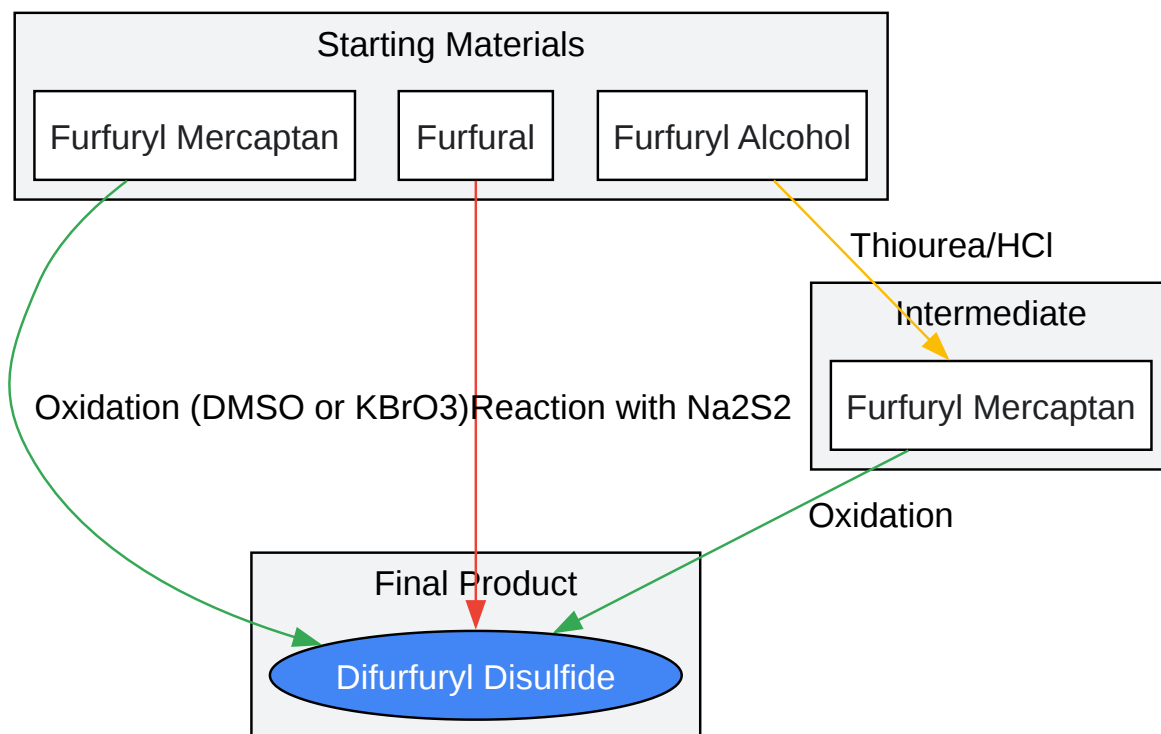 Starting Materials
Furfuryl Mercaptan
Furfural
Furfuryl Alcohol
Thiourea/HCl
Intermediate
Oxidation (DMSO or KBrO3)
Reaction with Na2S2
Furfuryl Mercaptan
Oxidation
Final Product
Difurfuryl Disulfide